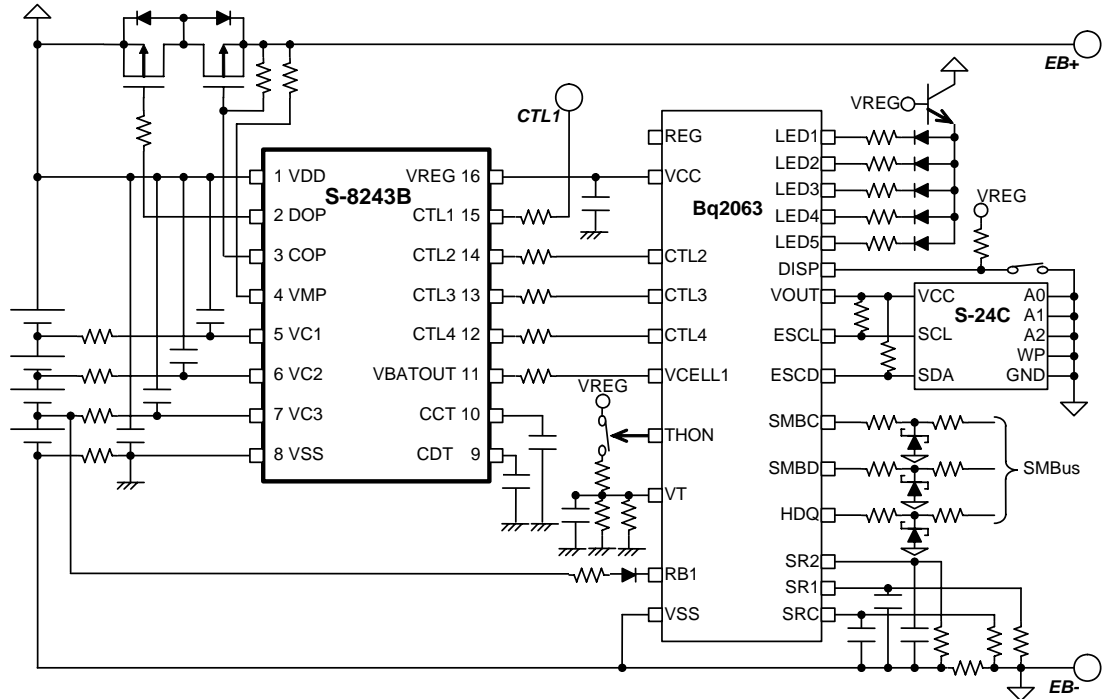 EB+
CTL1
VREG
S-8243B
1 VDD
2 DOP
3 COP
4 VMP
5 VC1
6 VC2
7 VC3
8 VSS
VREG 16
CTL1 15
CTL2 14
CTL3 13
CTL4 12
VBATOUT 11
CCT 10
CDT 9
Bq2063
REG
VCC
CTL2
CTL3
CTL4
VCELL1
VREG
THON
VT
RB1
VSS
LED1
LED2
LED3
LED4
LED5
DISP
VOUT
ESCL
ESCD
SMBC
SMBD
HDQ
SR2
SR1
SRC
VREG
S-24C
VCC
SCL
SDA
A0
A1
A2
WP
GND
SMBus
EB-